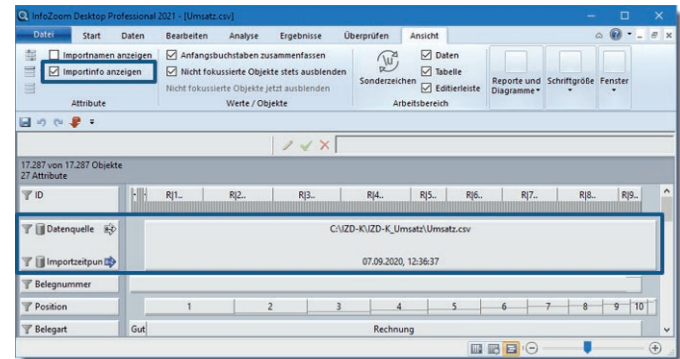 InfoZoom Desktop Professional 2021 - [Umsatz.csv]
Datei Start Daten Bearbeiten Analyse Ergebnisse Überprüfen Ansicht
Importnamen anzeigen
Importinfo anzeigen
Attribute
Anfangsbuchstaben zusammenfassen
Nicht fokussierte Objekte stets ausblenden
Nicht fokussierte Objekte jetzt ausblenden
Werte / Objekte
Sonderzeichen
Daten
Tabelle
Editierleiste
Arbeitsbereich
Reporte und Diagramme
Schriftgröße
Fenster
17.287 von 17.287 Objekte
27 Attribute
ID R|1.. R|2.. R|3.. R|4.. R|5.. R|6.. R|7.. R|8.. R|9..
Datenquelle C:\IZD-K\IZD-K_Umsatz\Umsatz.csv
Importzeitpun 07.09.2020, 12:36:37
Belegnummer
Position 1 2 3 4 5 6 7 8 9 10
Belegart Gut Rechnung